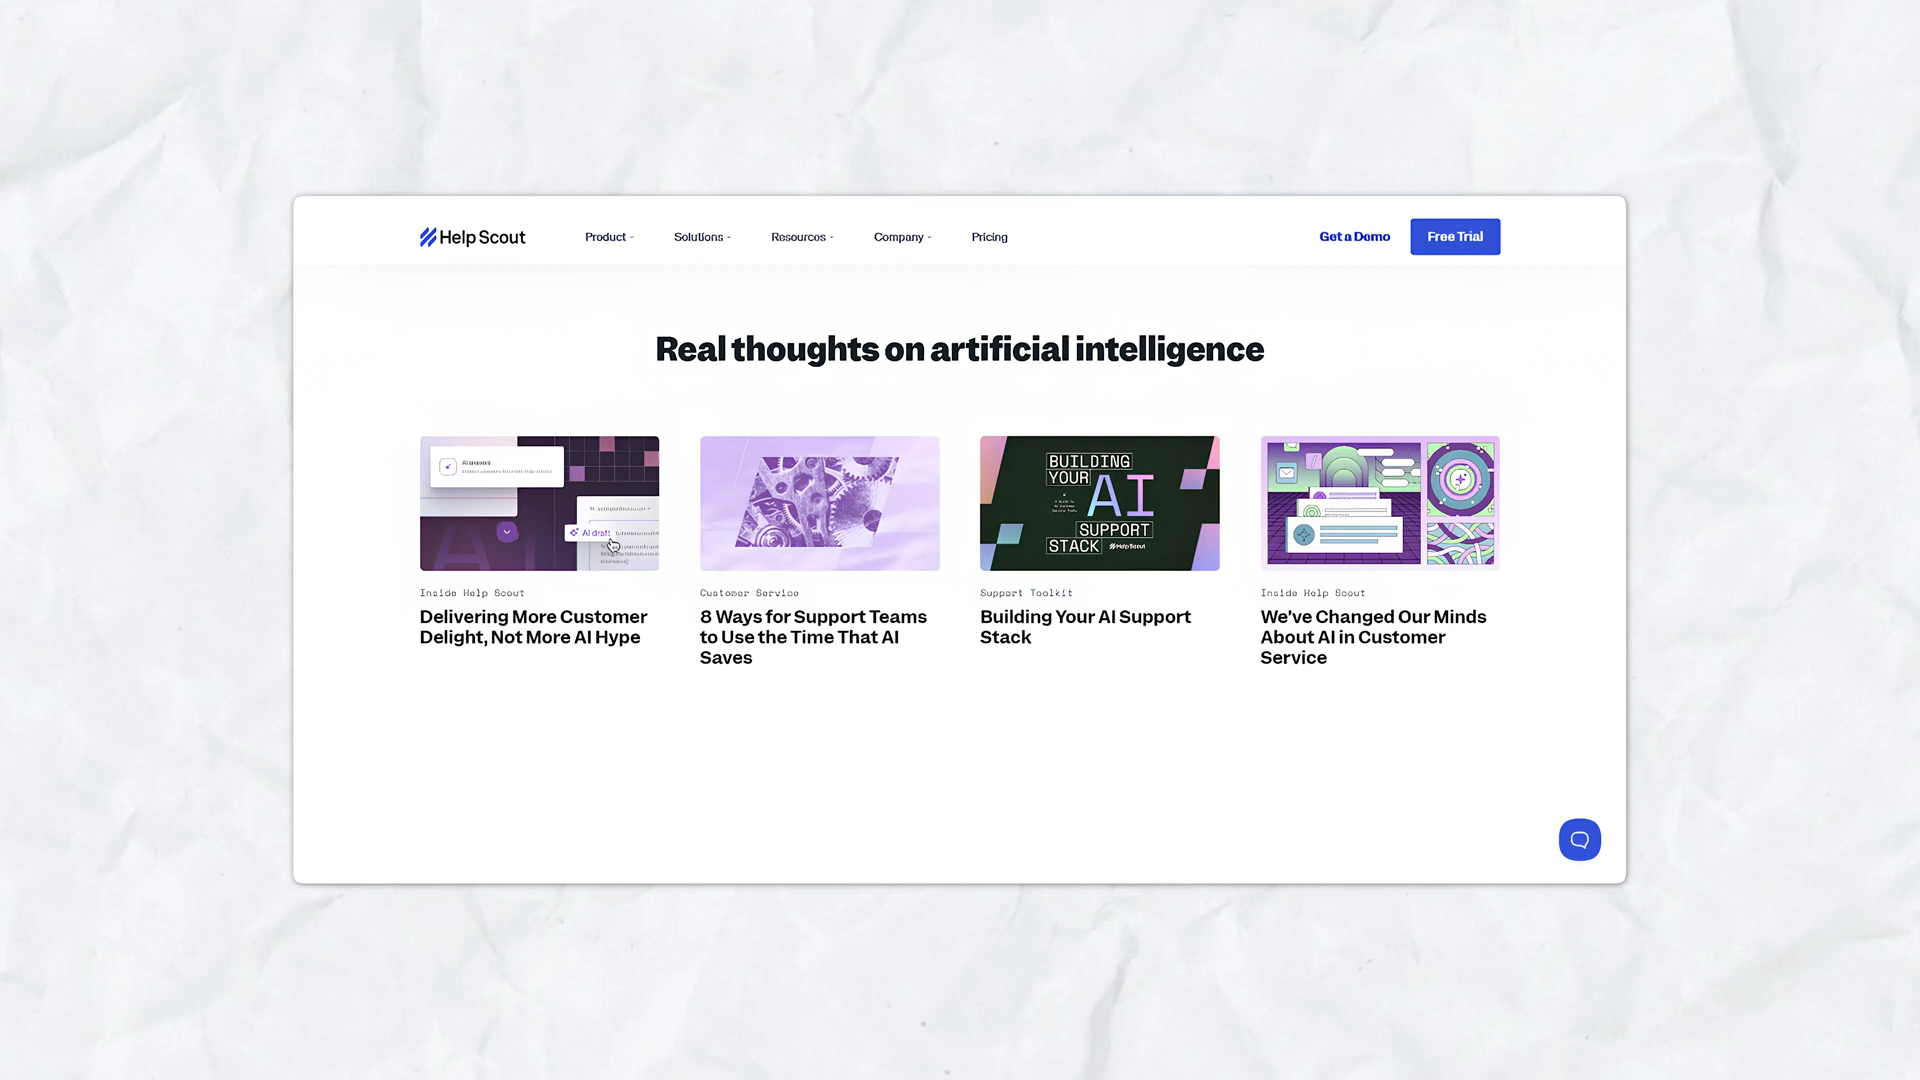 Help Scout
Product
Solutions
Resources
Company
Pricing
Get a Demo
Free Trial
Real thoughts on artificial intelligence
AI draft
BUILDING
YOUR
AI
SUPPORT
STACK
HelpScout
Inside Help Scout
Delivering More Customer
Delight, Not More AI Hype
Customer Service
8 Ways for Support Teams
to Use the Time That AI
Saves
Support Toolkit
Building Your AI Support
Stack
Inside Help Scout
We've Changed Our Minds
About AI in Customer
Service